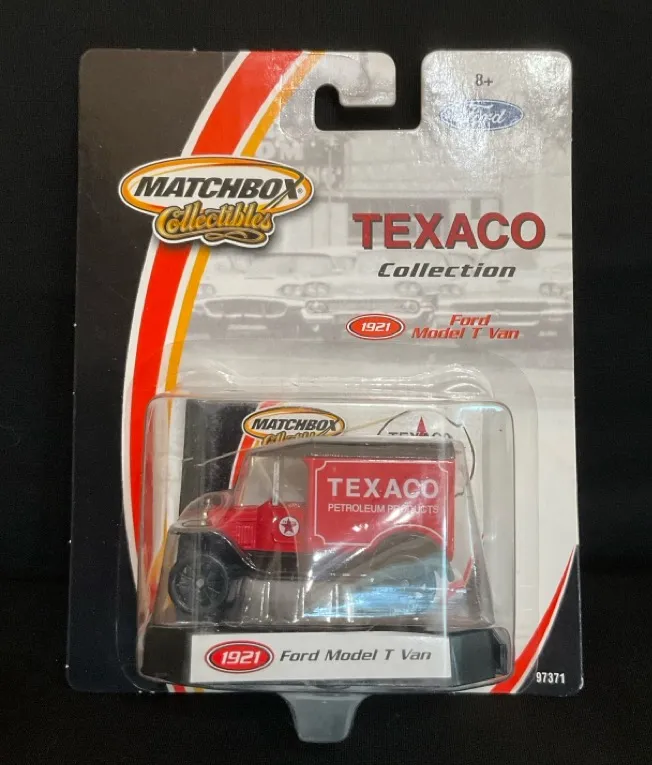 8+
Ford
MATCHBOX
Collectibles
TEXACO
Collection
1921
Ford
Model T Van
MATCHBOX
Collectibles
TEXACO
TEXACO
PETROLEUM PRODUCTS
1921 Ford Model T Van
97371